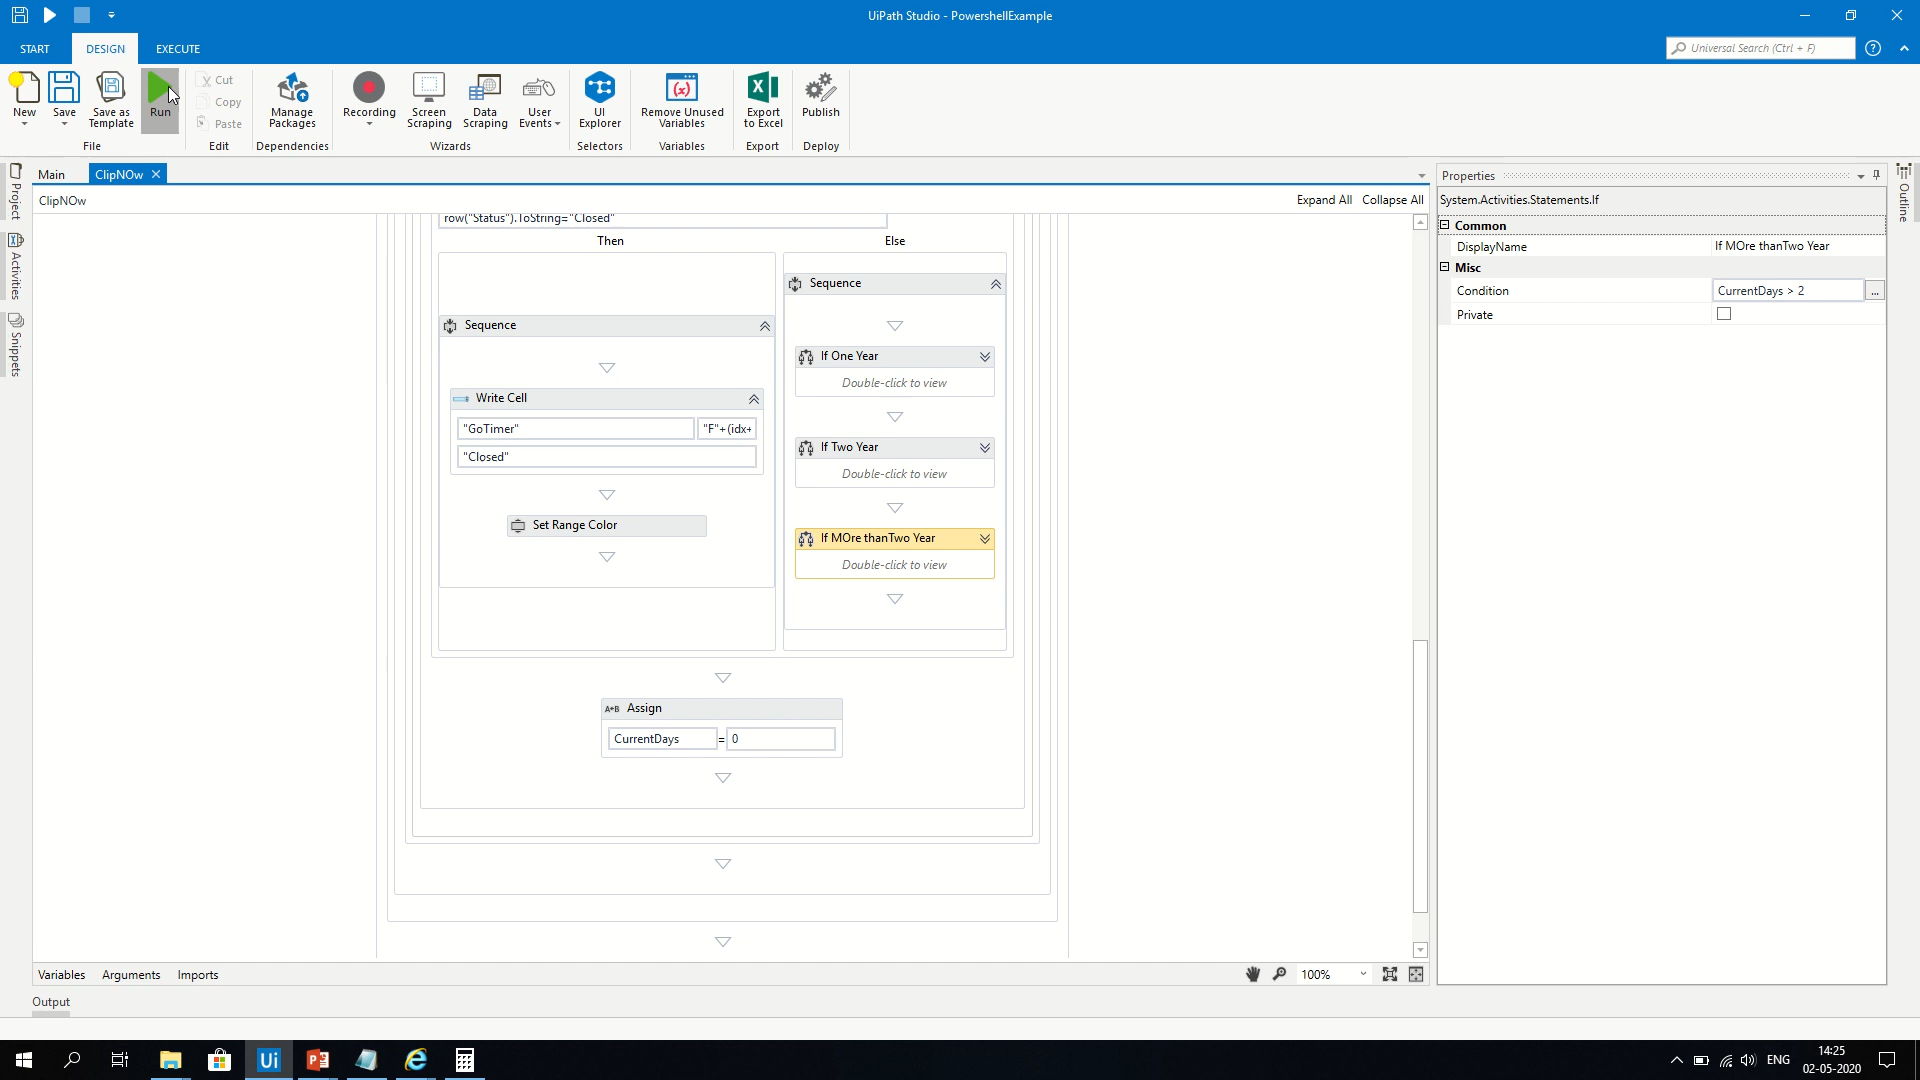 UiPath Studio - PowershellExample
START
DESIGN
EXECUTE
Universal Search (Ctrl + F)
New
Save
Save as
Template
Run
Cut
Copy
Paste
Manage
Packages
Recording
Screen
Scraping
Data
Scraping
User
Events
UI
Explorer
Remove Unused
Variables
Export
to Excel
Publish
File
Edit
Dependencies
Wizards
Selectors
Variables
Export
Deploy
Project
Activities
Snippets
Main
ClipNOw
ClipNOw
Expand All
Collapse All
row("Status").ToString="Closed"
Then
Else
Sequence
Write Cell
"GoTimer"
"F"+(idx+
"Closed"
Set Range Color
Sequence
If One Year
Double-click to view
If Two Year
Double-click to view
If MOre thanTwo Year
Double-click to view
A+B Assign
CurrentDays
=
0
Properties
System.Activities.Statements.If
Common
DisplayName
If MOre thanTwo Year
Misc
Condition
CurrentDays > 2
...
Private
Outline
Variables
Arguments
Imports
100%
Output
Ui
ENG
14:25
02-05-2020